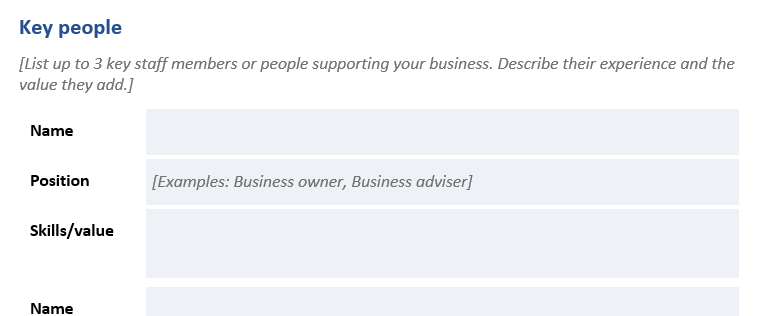 Key people
[List up to 3 key staff members or people supporting your business. Describe their experience and the
value they add.]
Name
Position
[Examples: Business owner, Business adviser]
Skills/value
Name